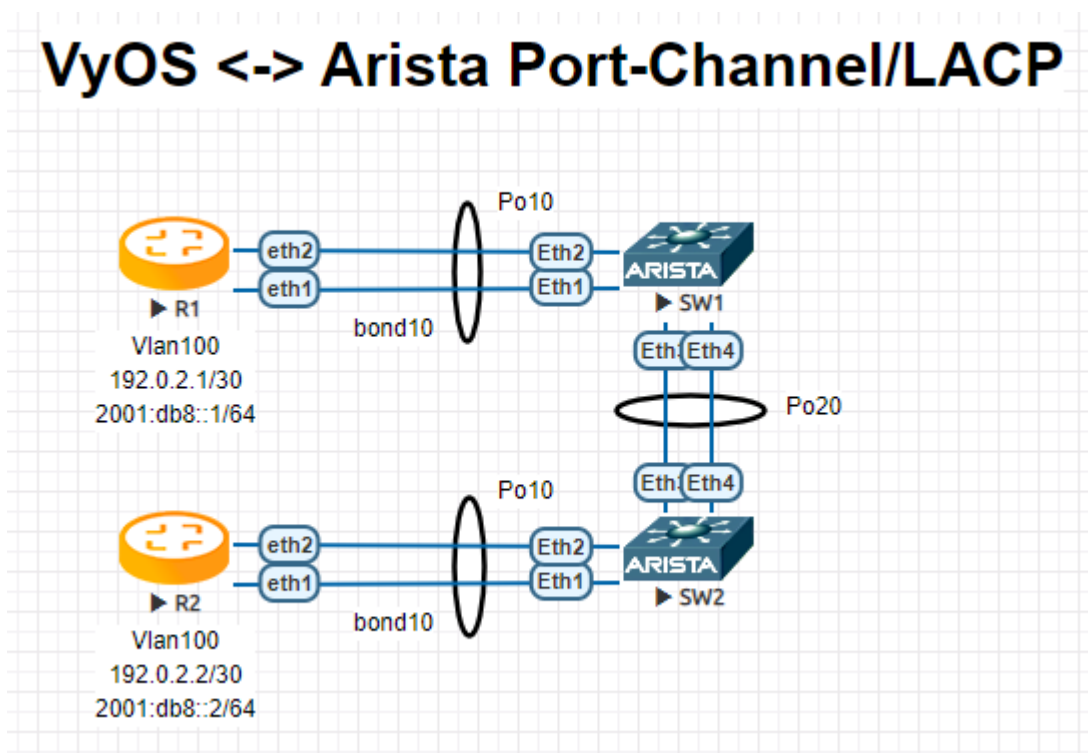 VyOS <-> Arista Port-Channel/LACP
Po10
eth2
Eth2
ARISTA
eth1
Eth1
R1
SW1
bond10
Vlan100
192.0.2.1/30
2001:db8::1/64
Eth4
Po20
Eth4
Po10
eth2
Eth2
ARISTA
eth1
Eth1
R2
SW2
bond10
Vlan100
192.0.2.2/30
2001:db8::2/64